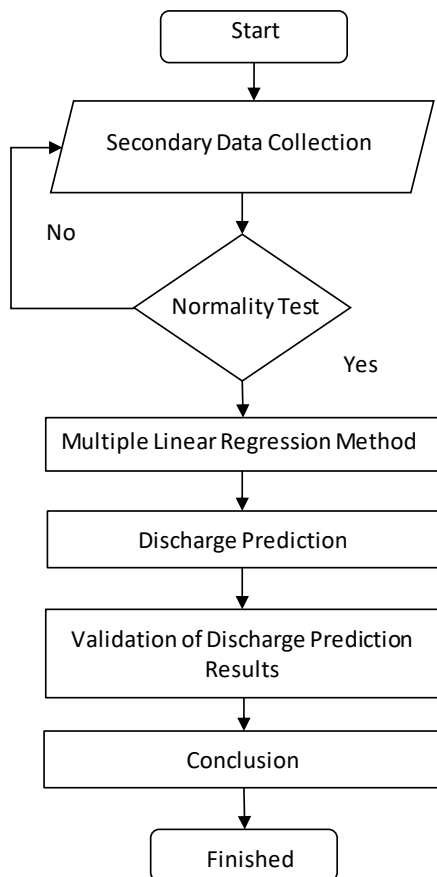 Start
Secondary Data Collection
No
Normality Test
Yes
Multiple Linear Regression Method
Discharge Prediction
Validation of Discharge Prediction
Results
Conclusion
Finished